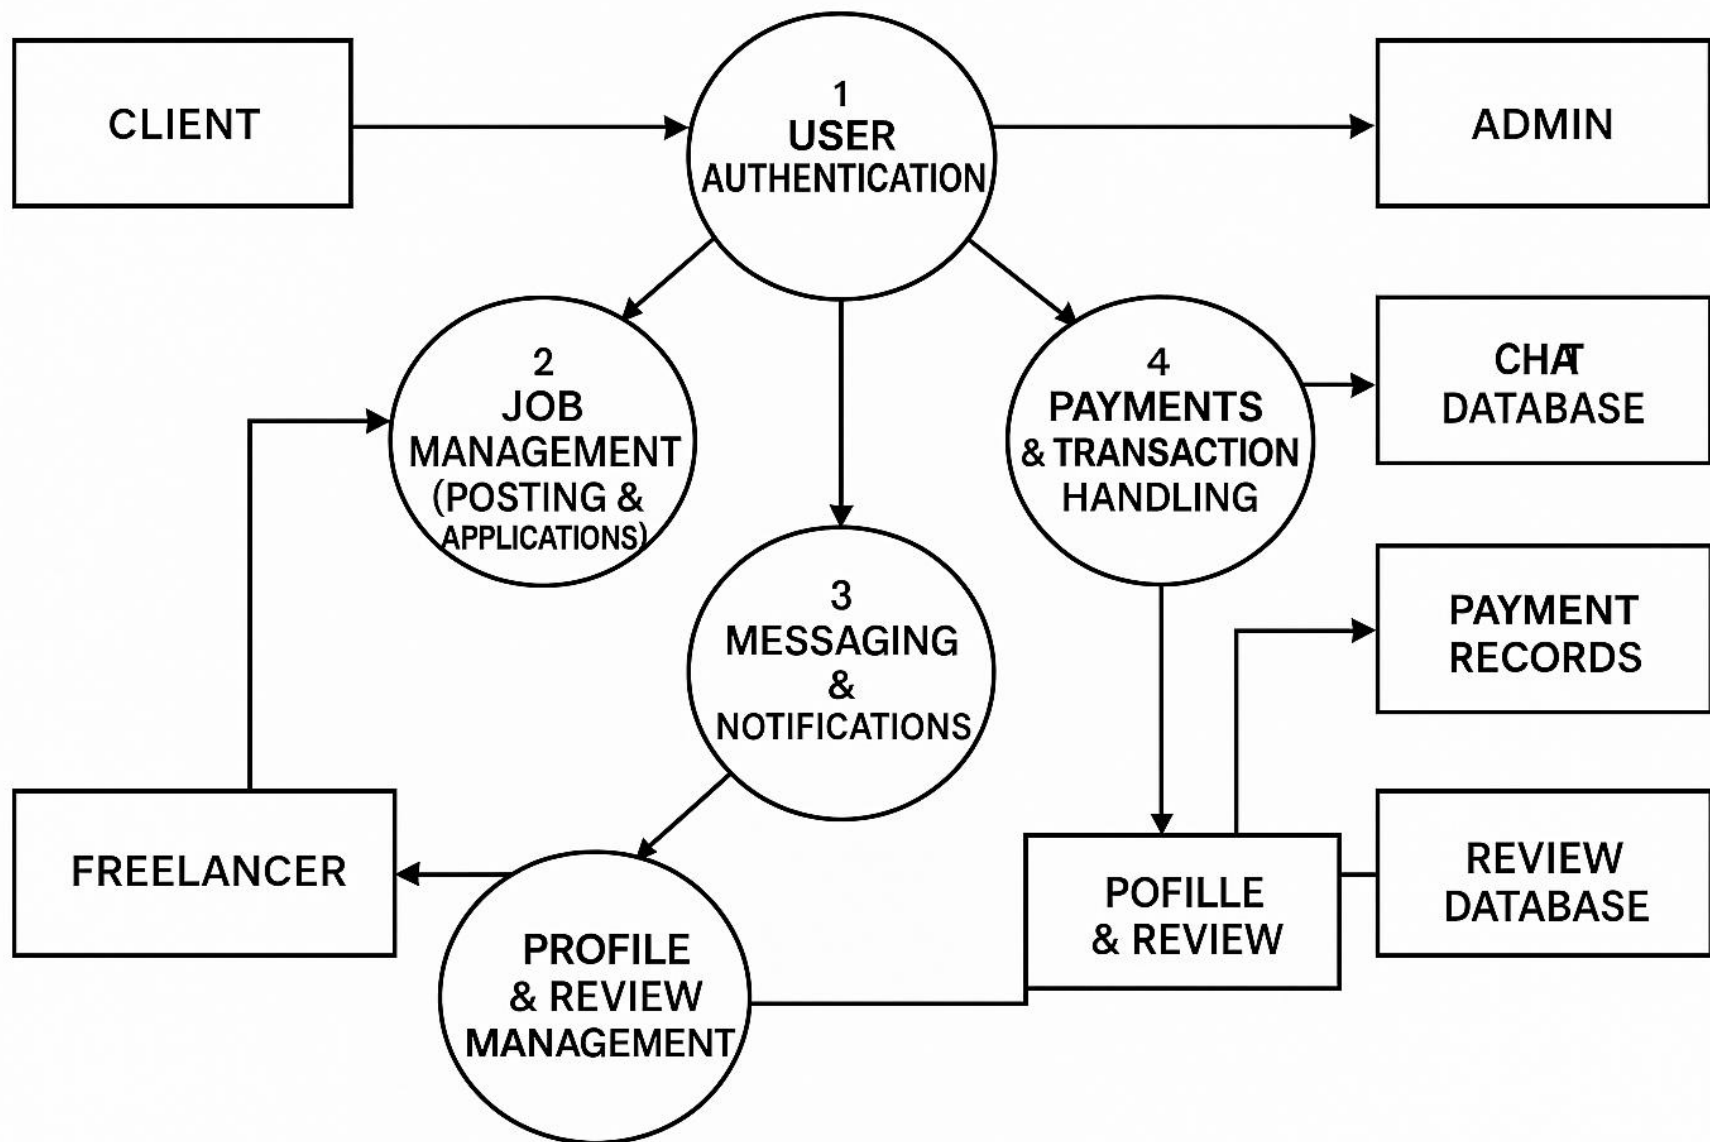 CLIENT
1
USER
AUTHENTICATION
ADMIN
2
JOB
MANAGEMENT
(POSTING &
APPLICATIONS)
4
PAYMENTS
& TRANSACTION
HANDLING
CHAT
DATABASE
3
MESSAGING
&
NOTIFICATIONS
PAYMENT
RECORDS
FREELANCER
PROFILE
& REVIEW
MANAGEMENT
POFILLE
& REVIEW
REVIEW
DATABASE